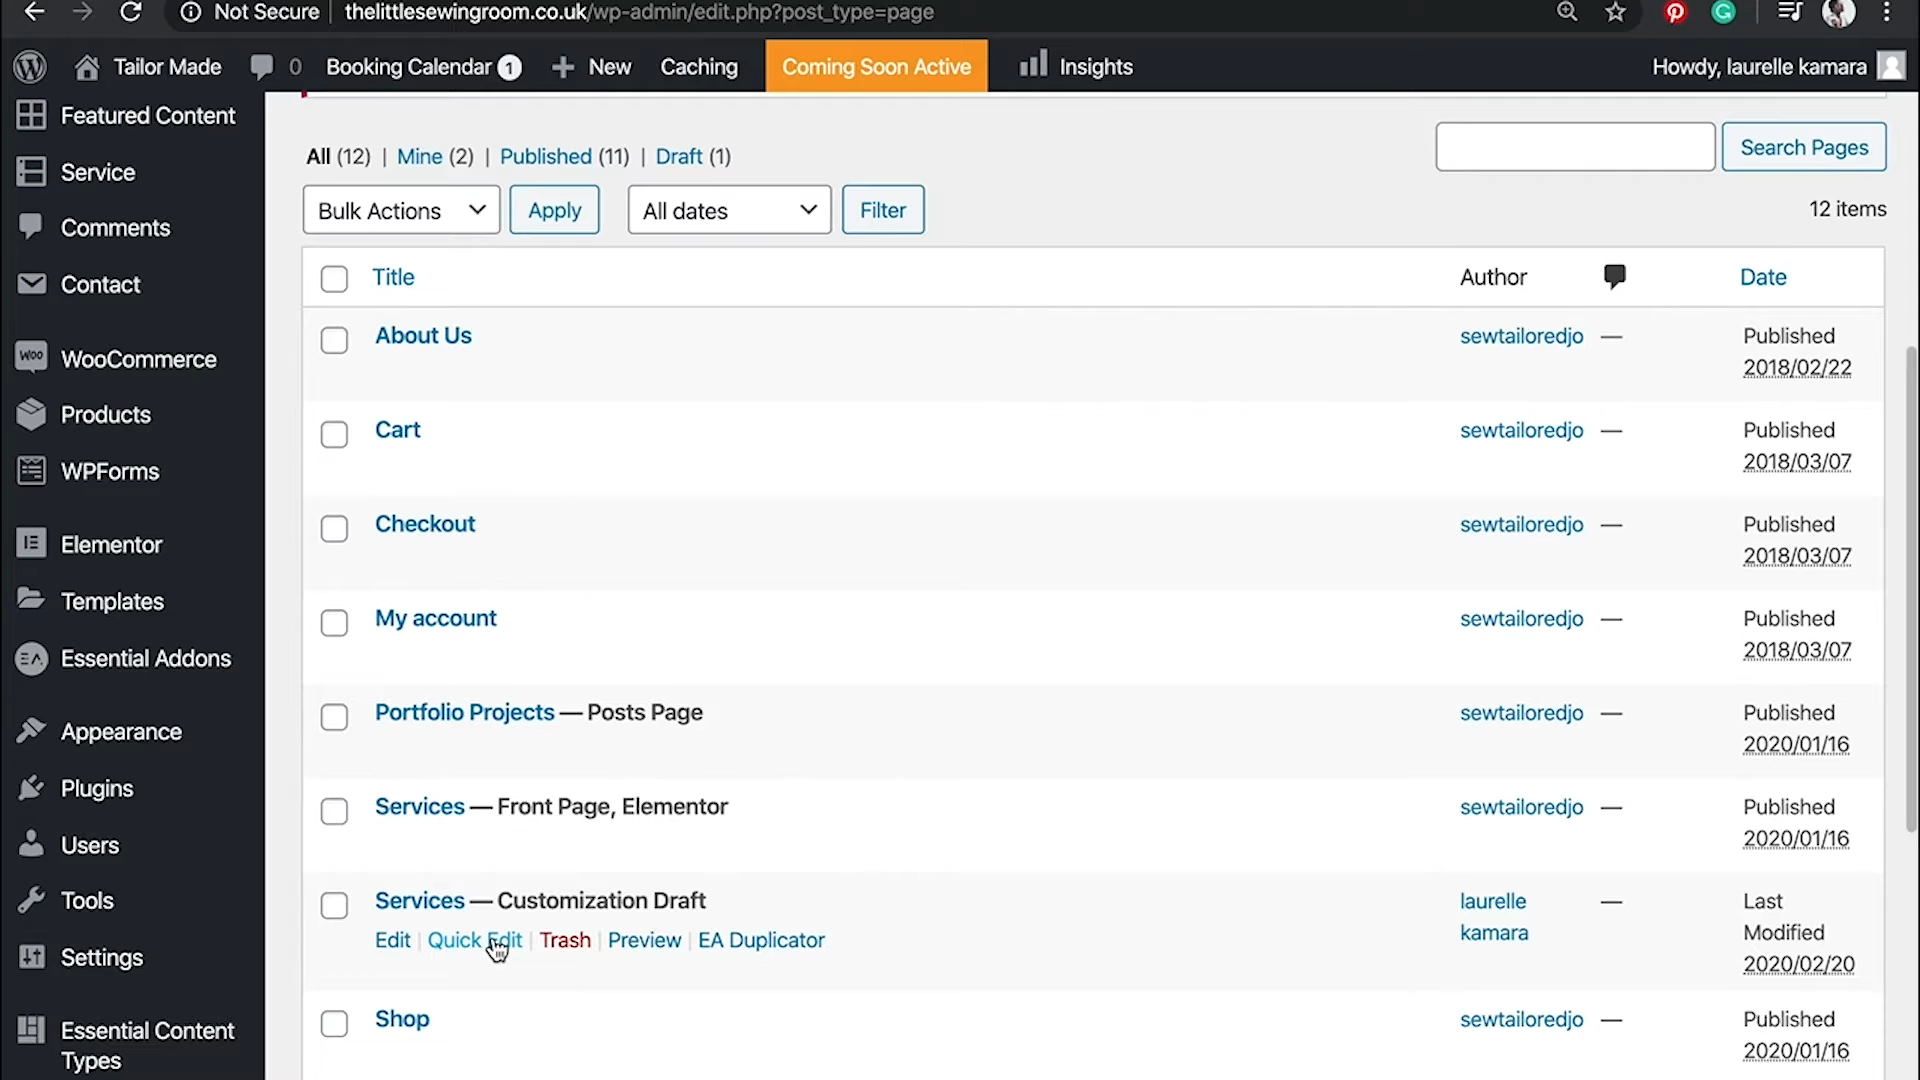 Not Secure | thelittlesewingroom.co.uk/wp-admin/edit.php?post_type=page
Tailor Made 0 Booking Calendar 1 + New Caching Coming Soon Active Insights Howdy, laurelle kamara
Featured Content
Service
Comments
Contact
WOO WooCommerce
Products
WPForms
Elementor
Templates
EA Essential Addons
Appearance
Plugins
Users
Tools
Settings
Essential Content
Types
All (12) | Mine (2) | Published (11) | Draft (1)
Search Pages
Bulk Actions Apply All dates Filter
12 items
Title Author Date
About Us sewtailoredjo — Published
2018/02/22
Cart sewtailoredjo — Published
2018/03/07
Checkout sewtailoredjo — Published
2018/03/07
My account sewtailoredjo — Published
2018/03/07
Portfolio Projects — Posts Page sewtailoredjo — Published
2020/01/16
Services — Front Page, Elementor sewtailoredjo — Published
2020/01/16
Services — Customization Draft laurelle — Last
Edit | Quick Edit | Trash | Preview | EA Duplicator kamara Modified
2020/02/20
Shop sewtailoredjo — Published
2020/01/16